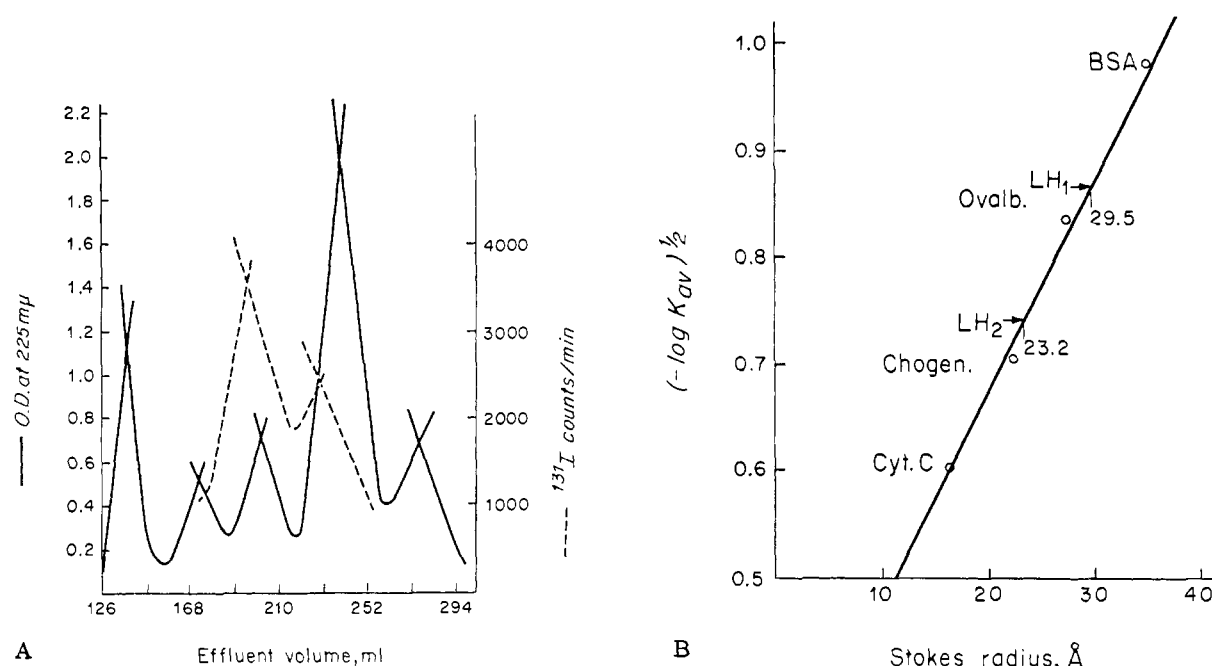 2.2
2.0
1.8
1.6
1.4
1.2
1.0
0.8
0.6
0.4
0.2
O.D. at 225 mμ
4000
3000
2000
1000
131I counts/min
126 168 210 252 294
Effluent volume, ml
A
1.0
0.9
0.8
0.7
0.6
0.5
(-log Kav)½
BSA
LH1
Ovalb.
29.5
LH2
23.2
Chogen.
Cyt. C
10 20 30 40
Stokes radius, Å
B